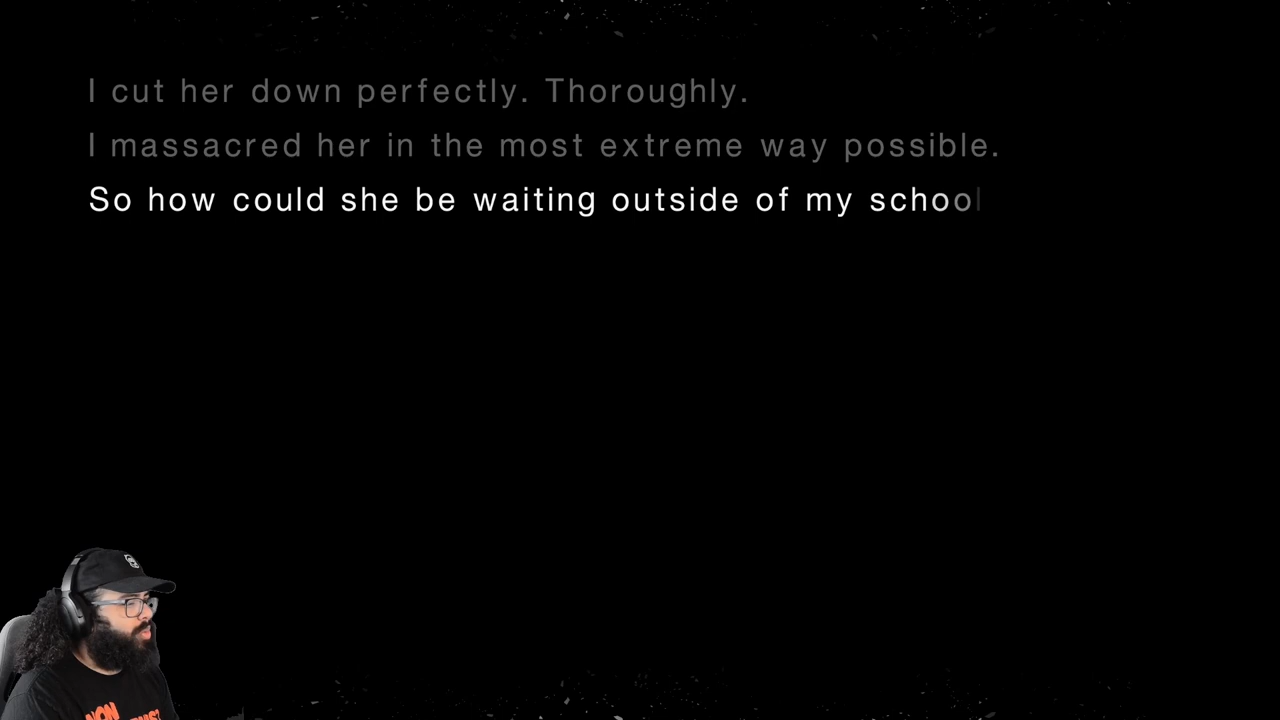 I cut her down perfectly. Thoroughly.
I massacred her in the most extreme way possible.
So how could she be waiting outside of my school